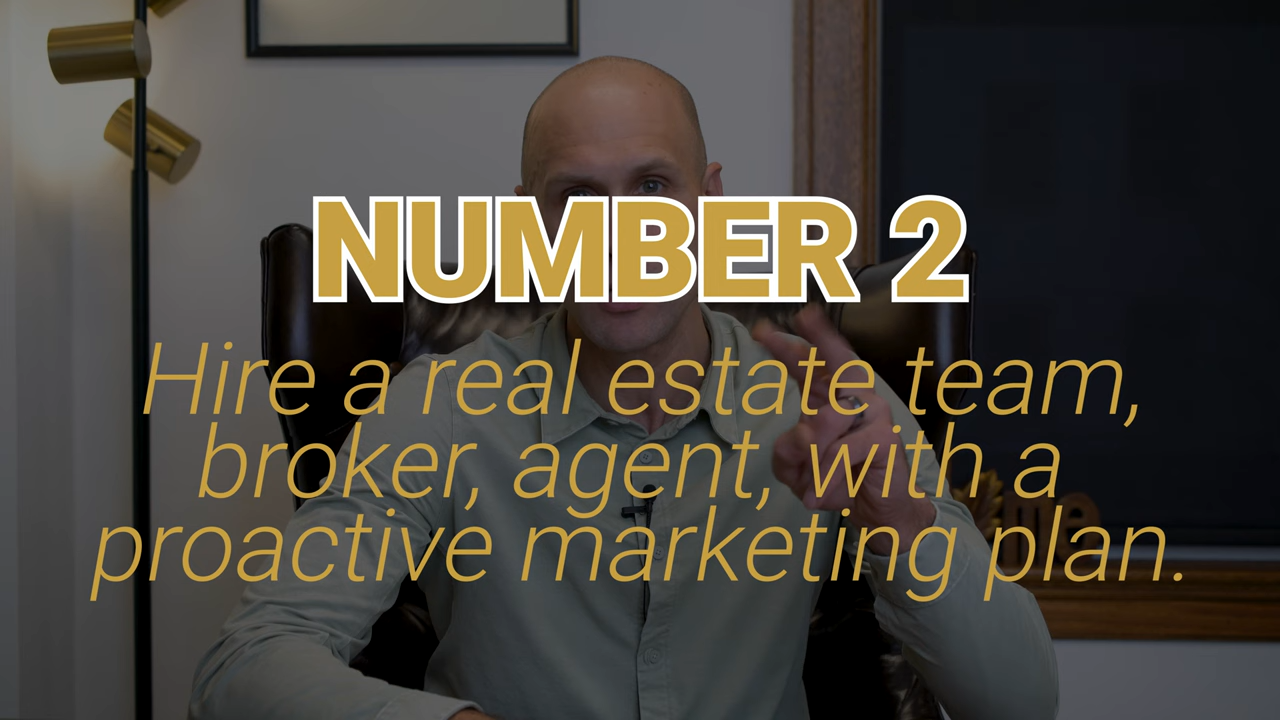 NUMBER 2
Hire a real estate team,
broker, agent, with a
proactive marketing plan.